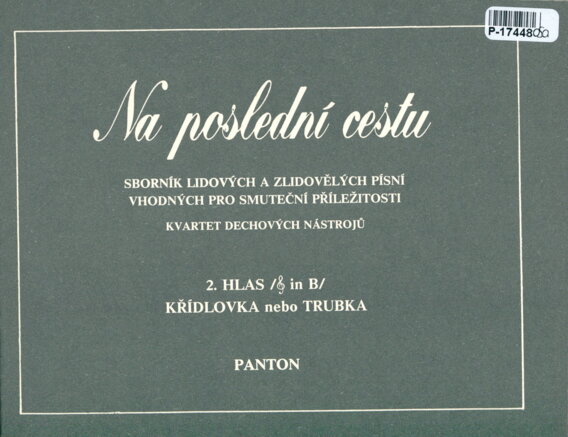 P-17448
Na poslední cestu
SBORNÍK LIDOVÝCH A ZLIDOVĚLÝCH PÍSNÍ
VHODNÝCH PRO SMUTEČNÍ PŘÍLEŽITOSTI
KVARTET DECHOVÝCH NÁSTROJŮ
2. HLAS /𝄞 in B/
KŘÍDLOVKA nebo TRUBKA
PANTON